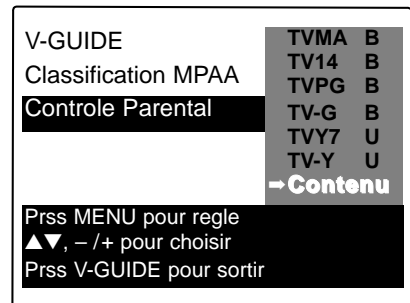 V-GUIDE
Classification MPAA
Controle Parental
TVMA B
TV14 B
TVPG B
TV-G B
TVY7 U
TV-Y U
➞Contenu
Prss MENU pour regle
▲▼, – /+ pour choisir
Prss V-GUIDE pour sortir